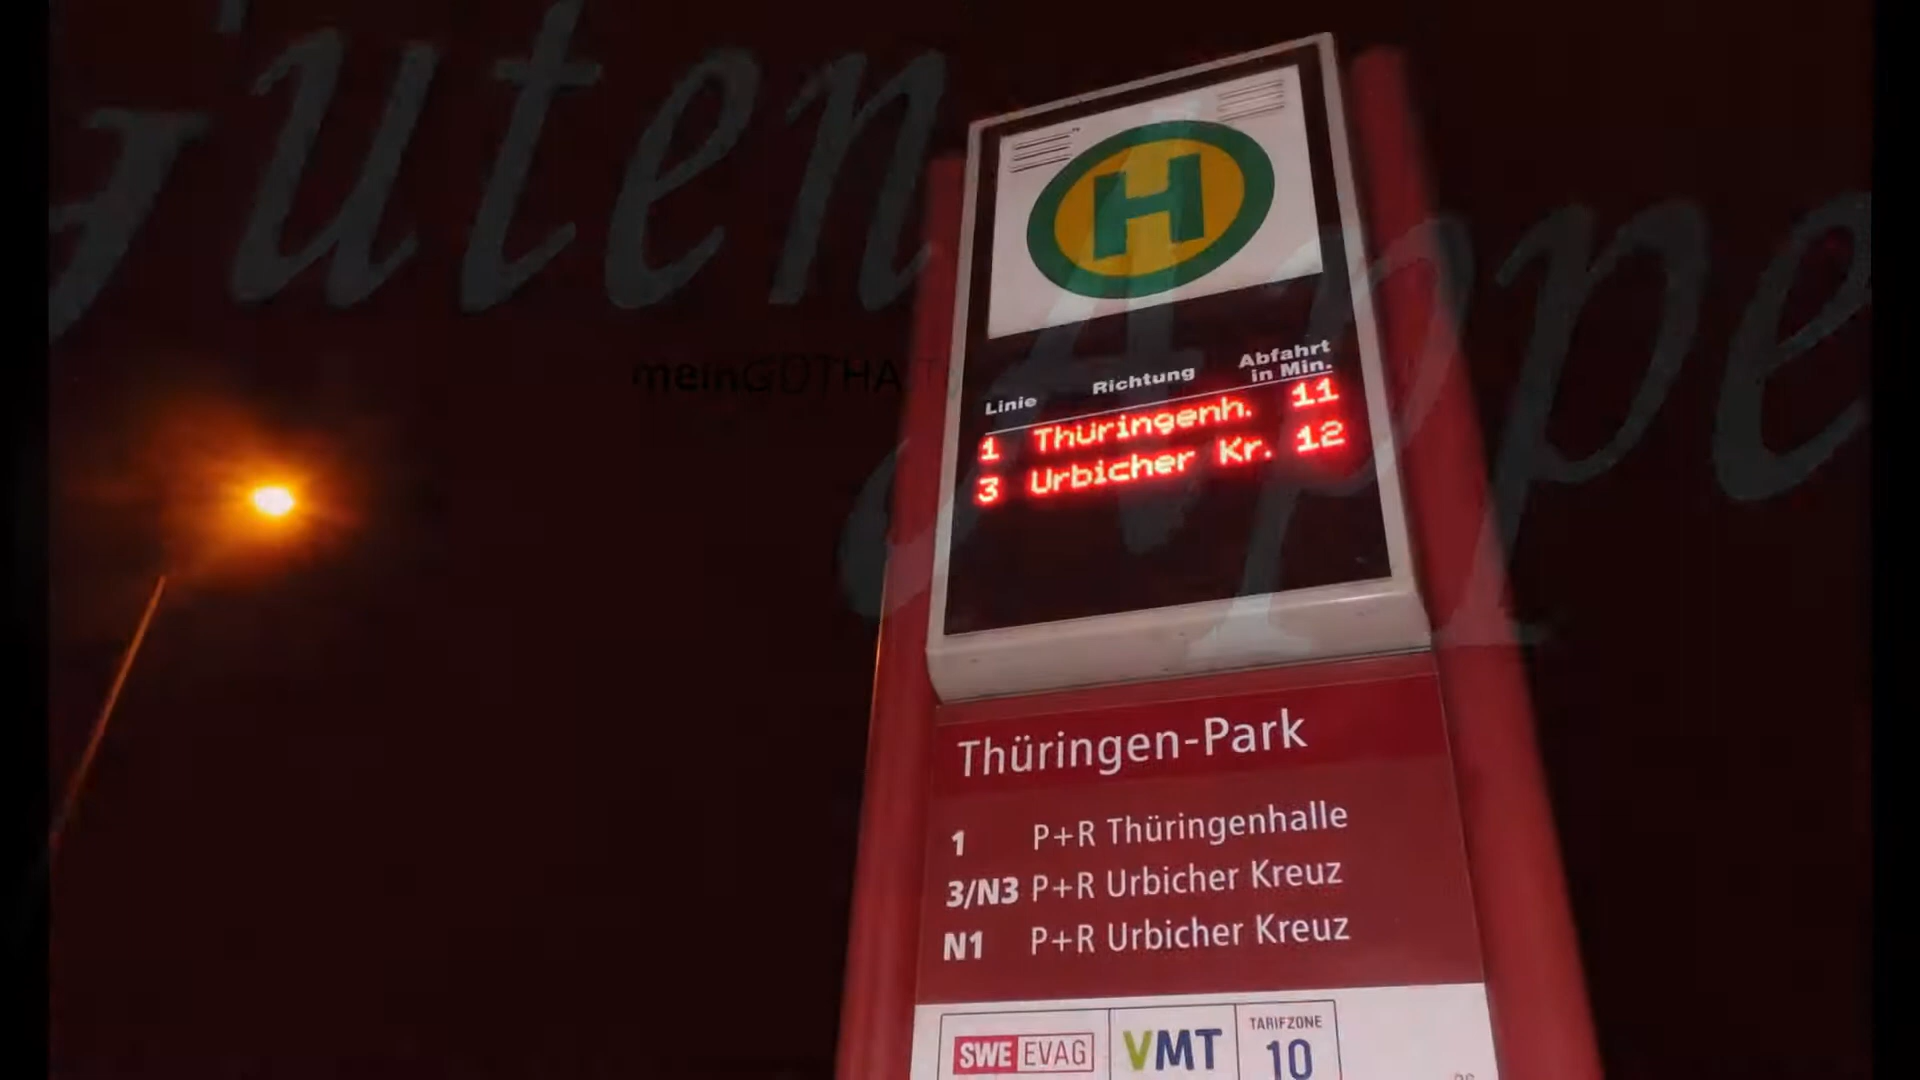 Guten Appe
H
meinGOTHA
Linie Richtung Abfahrt in Min.
1 Thüringenh. 11
3 Urbicher Kr. 12
Thüringen-Park
1 P+R Thüringenhalle
3/N3 P+R Urbicher Kreuz
N1 P+R Urbicher Kreuz
SWE EVAG VMT TARIFZONE 10